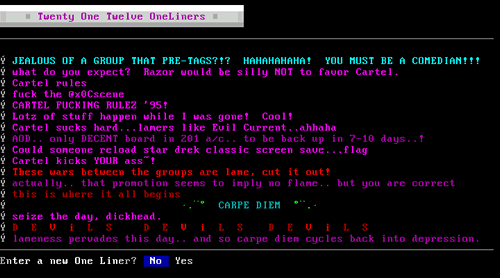 Twenty One Twelve OneLiners
JEALOUS OF A GROUP THAT PRE-TAGS?!? HAHAHAHAHA! YOU MUST BE A COMEDIAN!!!
what do you expect? Razor would be silly NOT to favor Cartel.
Cartel rules
fuck the 0x0Cscene
CARTEL FUCKING RULEZ '95!
Lotz of stuff happen while I was gone! Cool!
Cartel sucks hard...lamers like Evil Current..ahhaha
AOD.. only DECENT board in 201 a/c.. to be back up in 7-10 days..!
Could someone reload star drek classic screen save...flag
Cartel kicks YOUR ass~!
These wars between the groups are lame, cut it out!
actually.. that promotion seems to imply no flame.. but you are correct
this is where it all begins
CARPE DIEM
seize the day, dickhead.
D E V i L S D E V i L S D E V i L S
lameness pervades this day.. and so carpe diem cycles back into depression.
Enter a new One Liner? No Yes